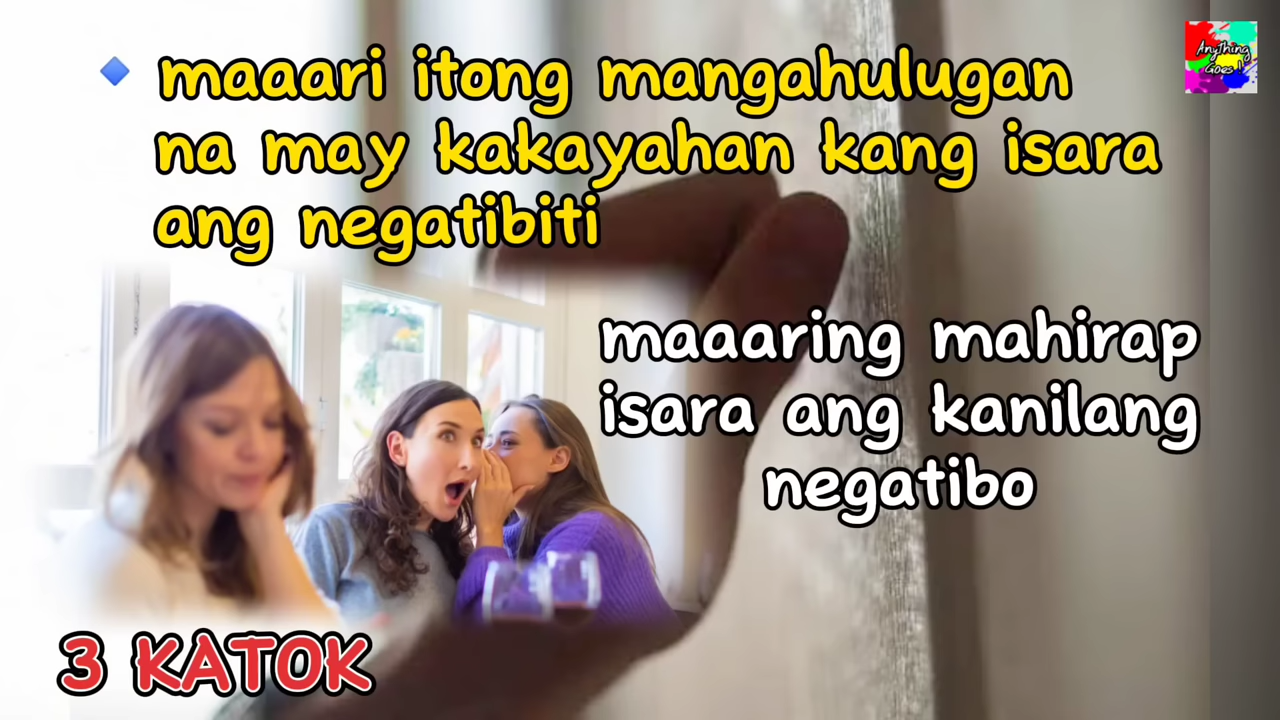 maaari itong mangahulugan
na may kakayahan kang isara
ang negatibiti
maaaring mahirap
isara ang kanilang
negatibo
3 KATOK
AnyThing
Goes!